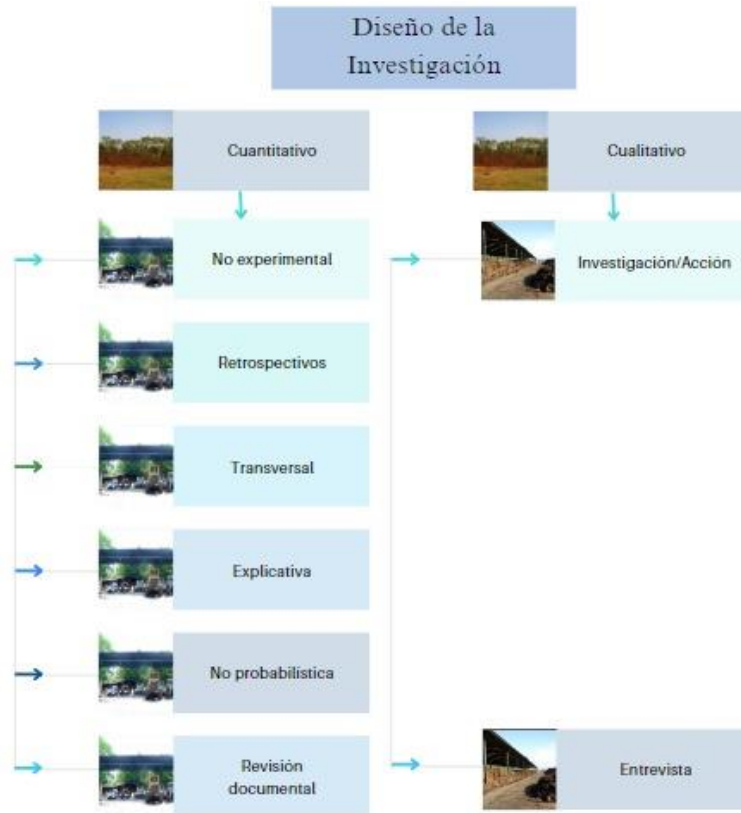 Diseño de la
Investigación
Cuantitativo
No experimental
Retrospectivos
Transversal
Explicativa
No probabilística
Revisión
documental
Cualitativo
Investigación/Acción
Entrevista